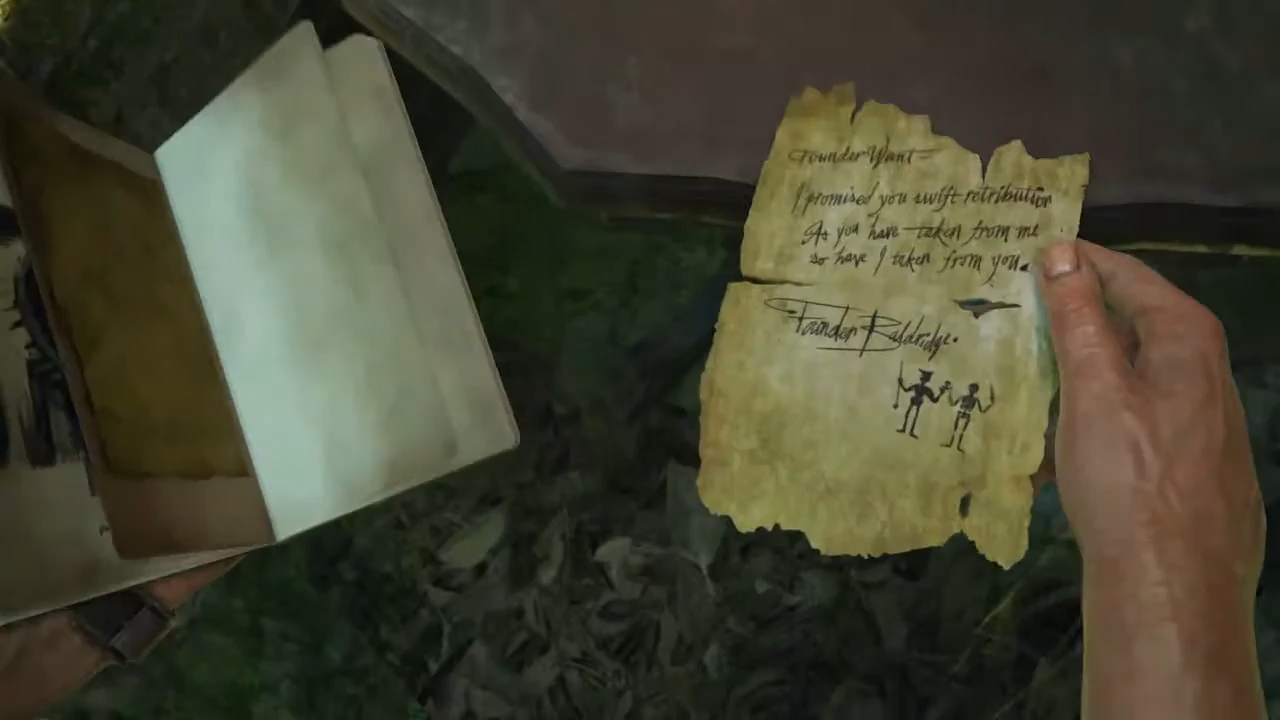 Founder Want–
I promised you swift retribution
As you have taken from me
so have I taken from you.
Founder Baldridge.